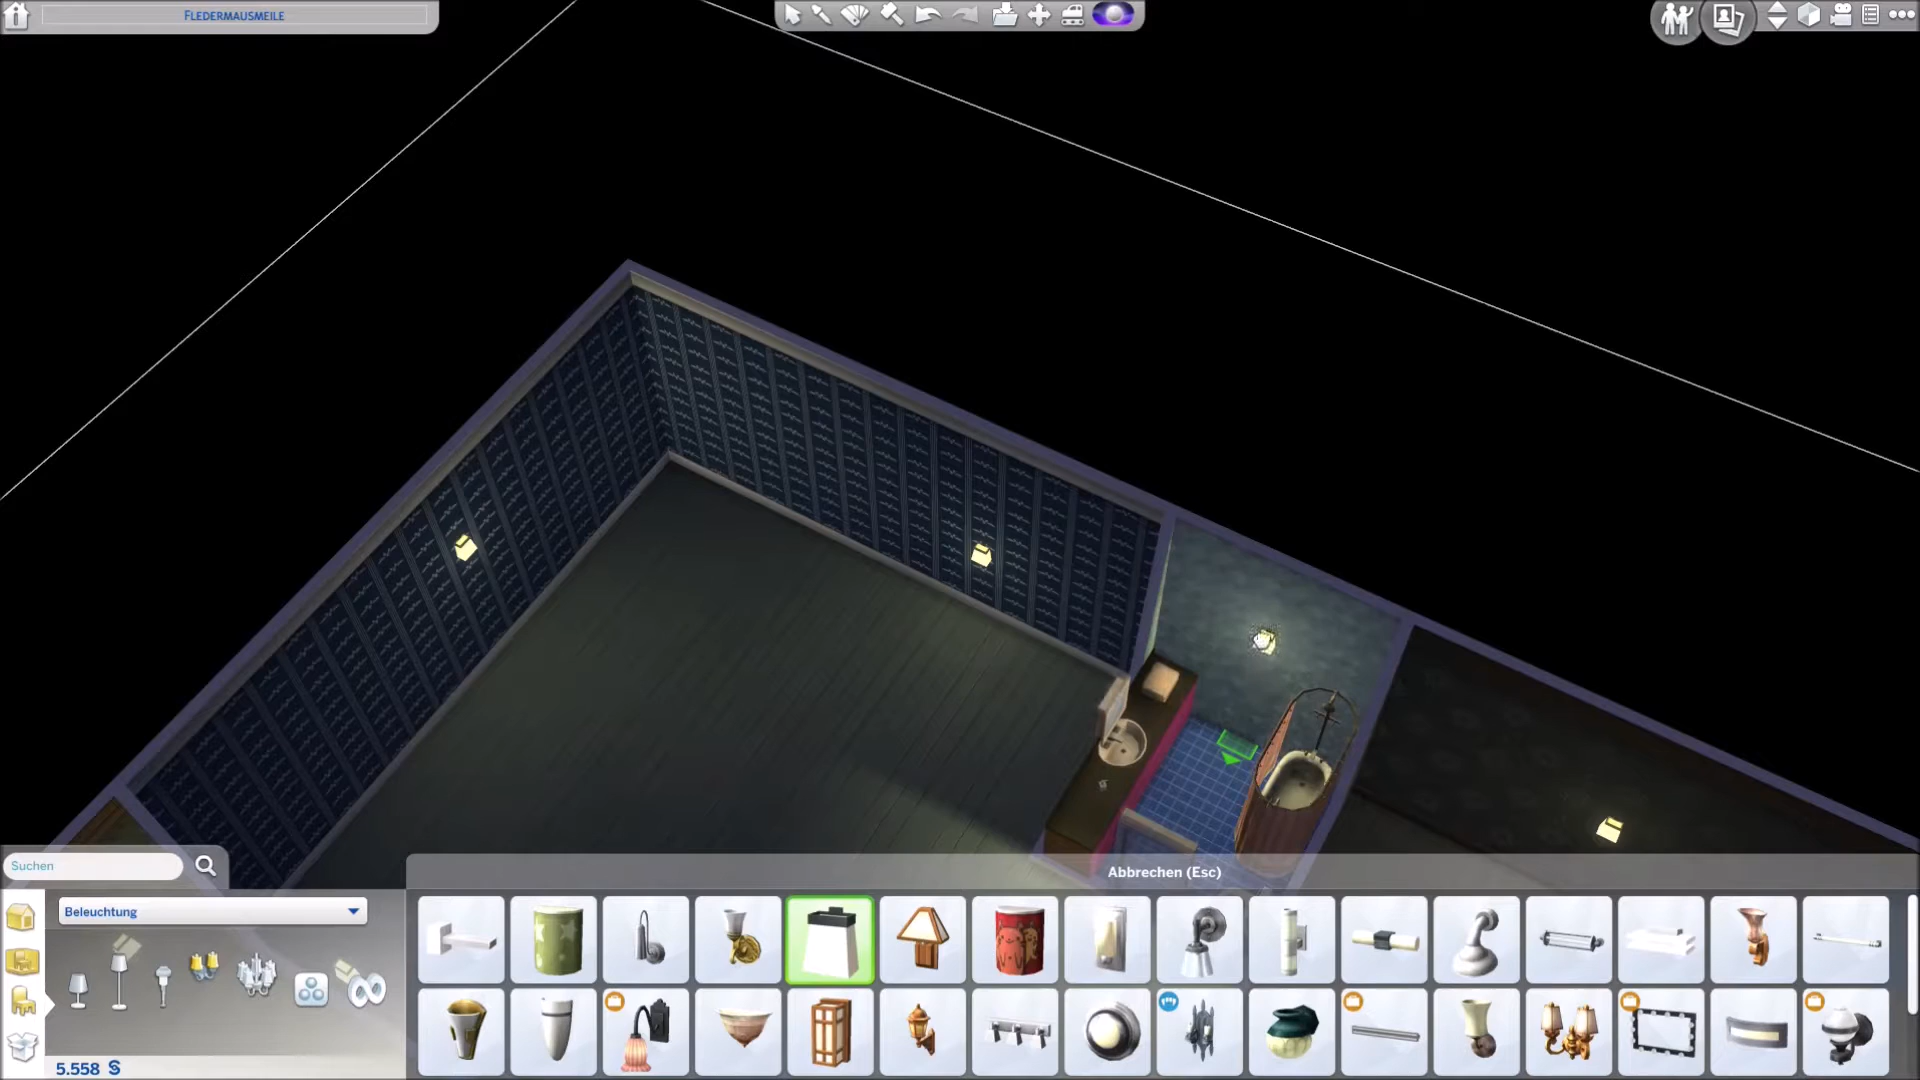 Fledermausmeile
Suchen
Abbrechen (Esc)
Beleuchtung
5.558 S